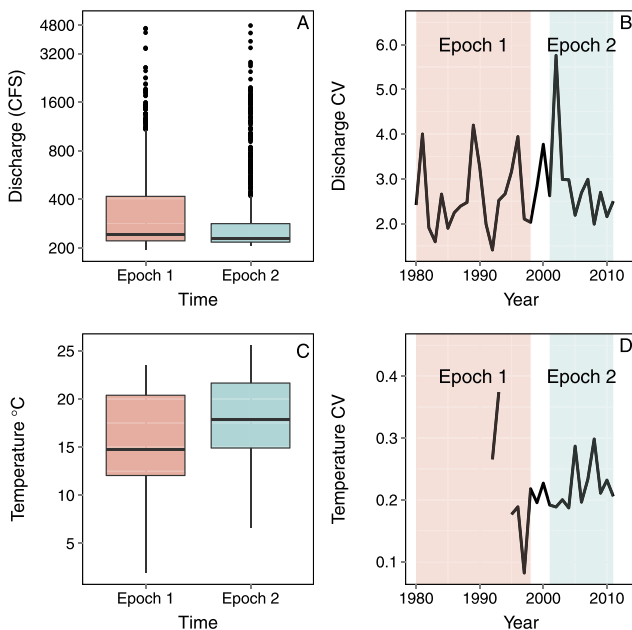 A
4800
3200
1600
800
400
200
Discharge (CFS)
Epoch 1
Epoch 2
Time
B
Epoch 1
Epoch 2
6.0
5.0
4.0
3.0
2.0
Discharge CV
1980
1990
2000
2010
Year
C
25
20
15
10
5
Temperature °C
Epoch 1
Epoch 2
Time
D
Epoch 1
Epoch 2
0.4
0.3
0.2
0.1
Temperature CV
1980
1990
2000
2010
Year